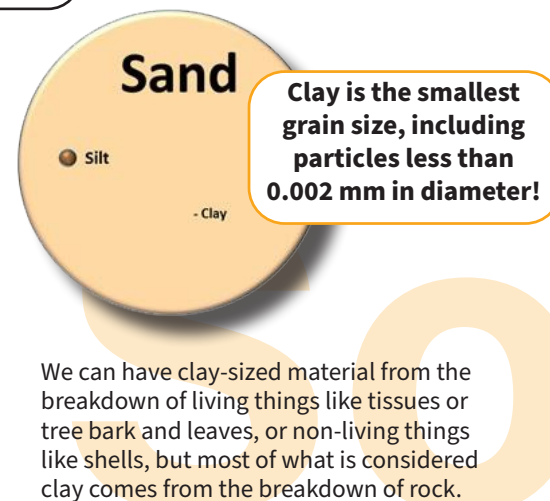 Sand
Silt
- Clay
Clay is the smallest
grain size, including
particles less than
0.002 mm in diameter!
So
We can have clay-sized material from the
breakdown of living things like tissues or
tree bark and leaves, or non-living things
like shells, but most of what is considered
clay comes from the breakdown of rock.